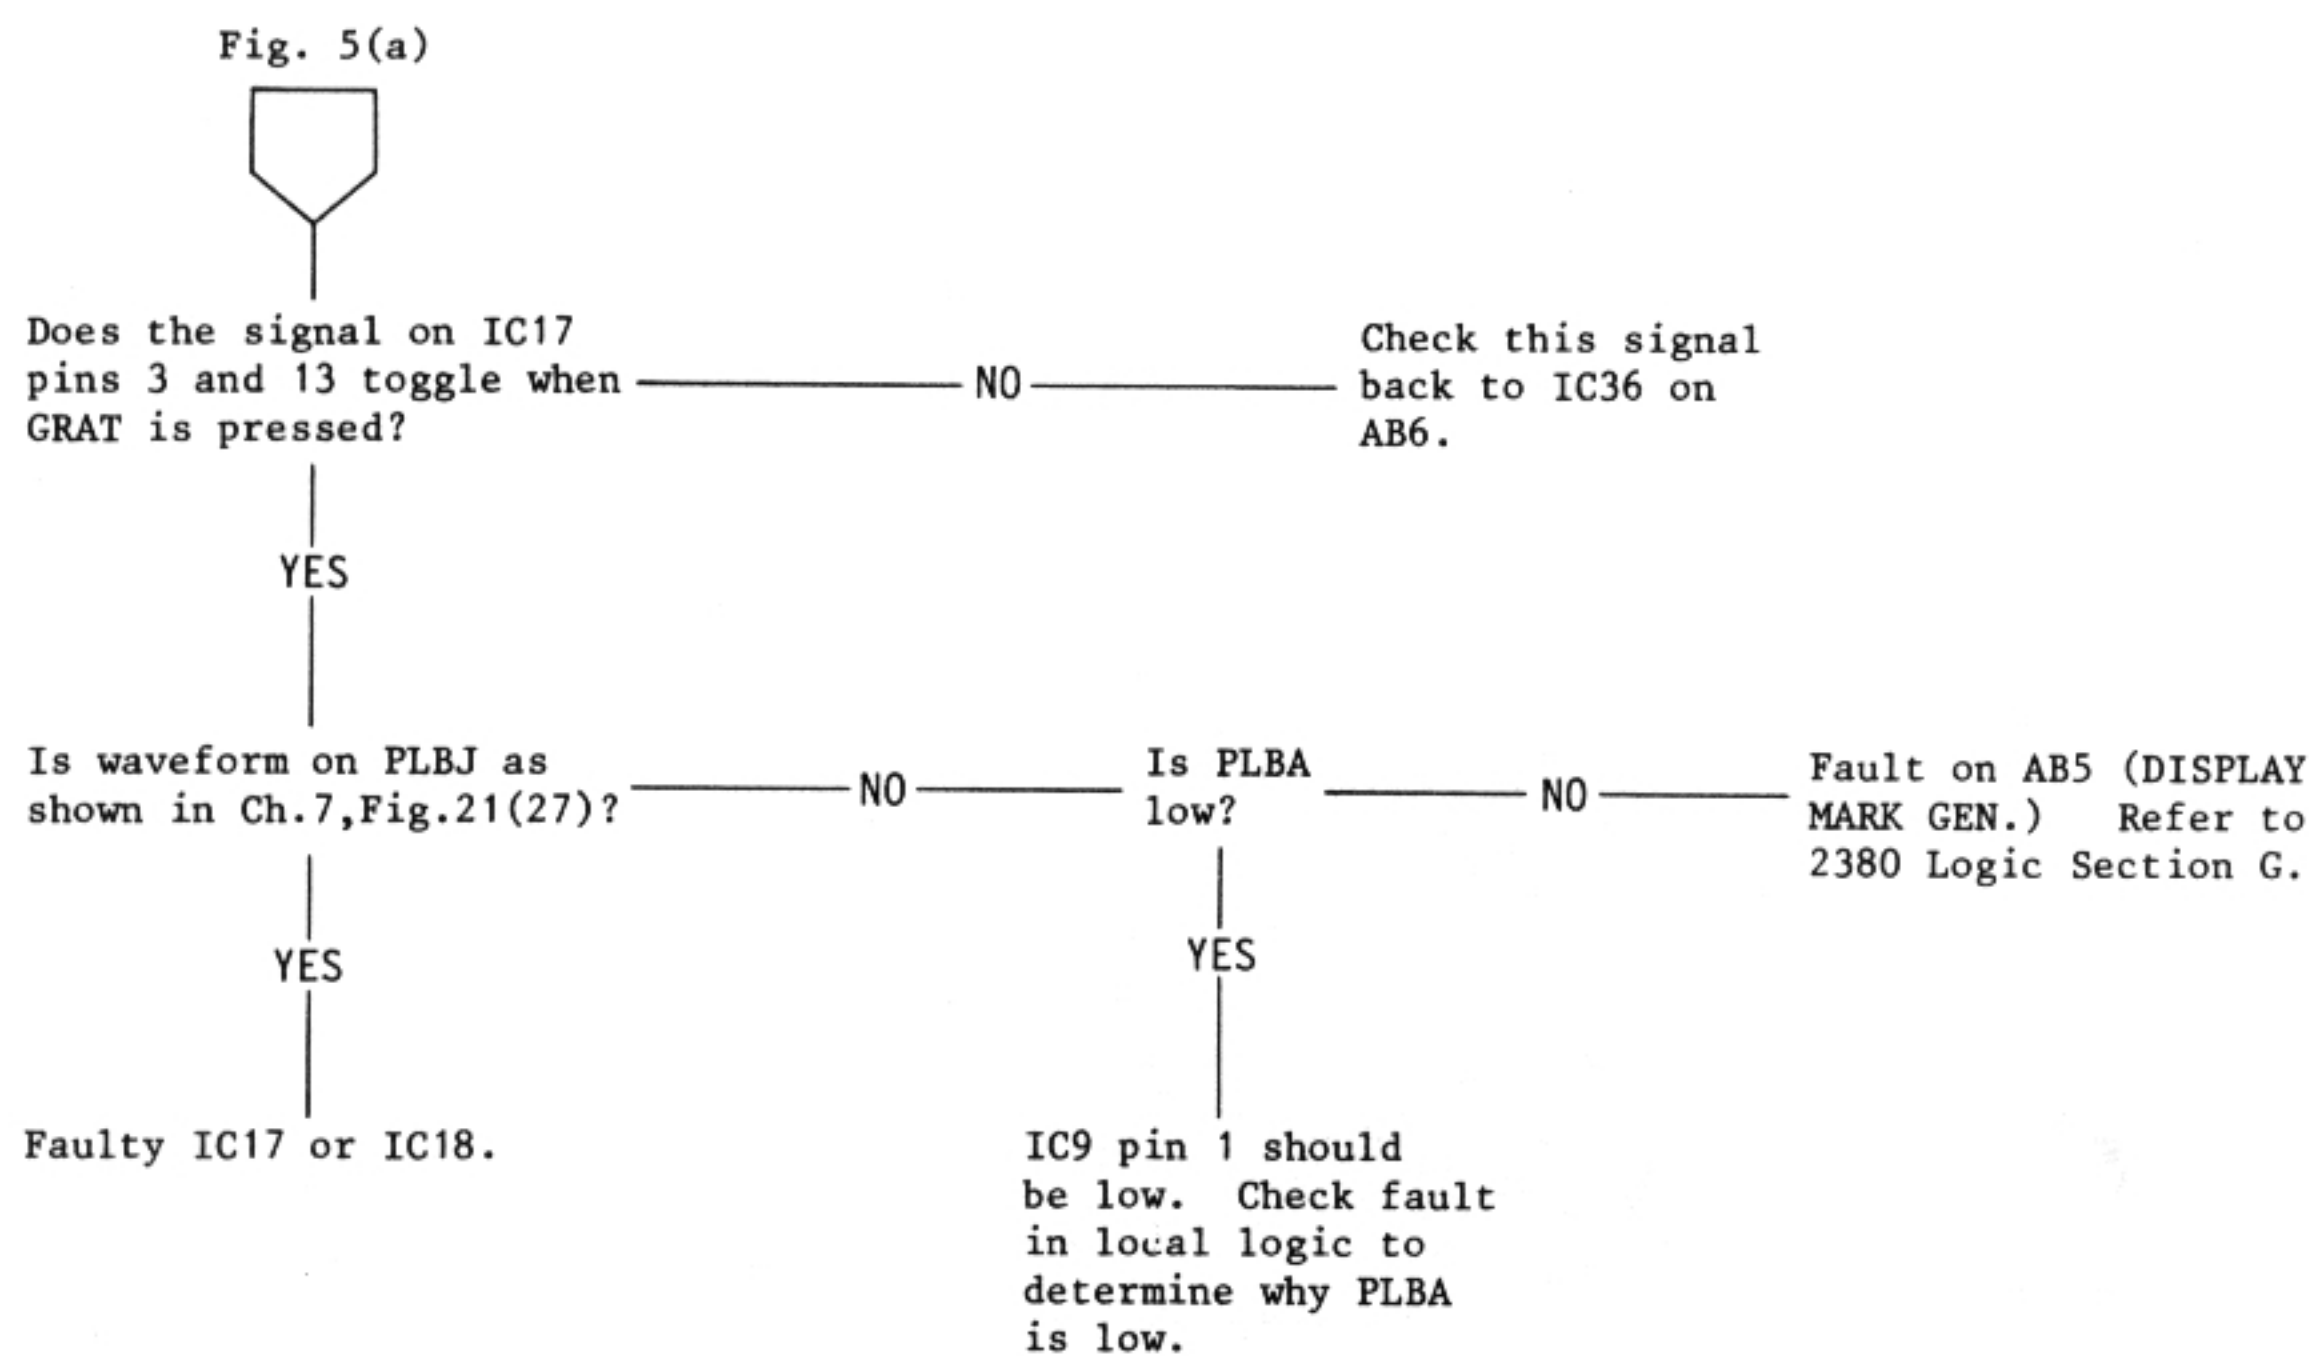 Fig. 5(a)
Does the signal on IC17
pins 3 and 13 toggle when
GRAT is pressed?
NO
Check this signal
back to IC36 on
AB6.
YES
Is waveform on PLBJ as
shown in Ch.7,Fig.21(27)?
NO
Is PLBA
low?
NO
Fault on AB5 (DISPLAY
MARK GEN.) Refer to
2380 Logic Section G.
YES
Faulty IC17 or IC18.
YES
IC9 pin 1 should
be low. Check fault
in local logic to
determine why PLBA
is low.